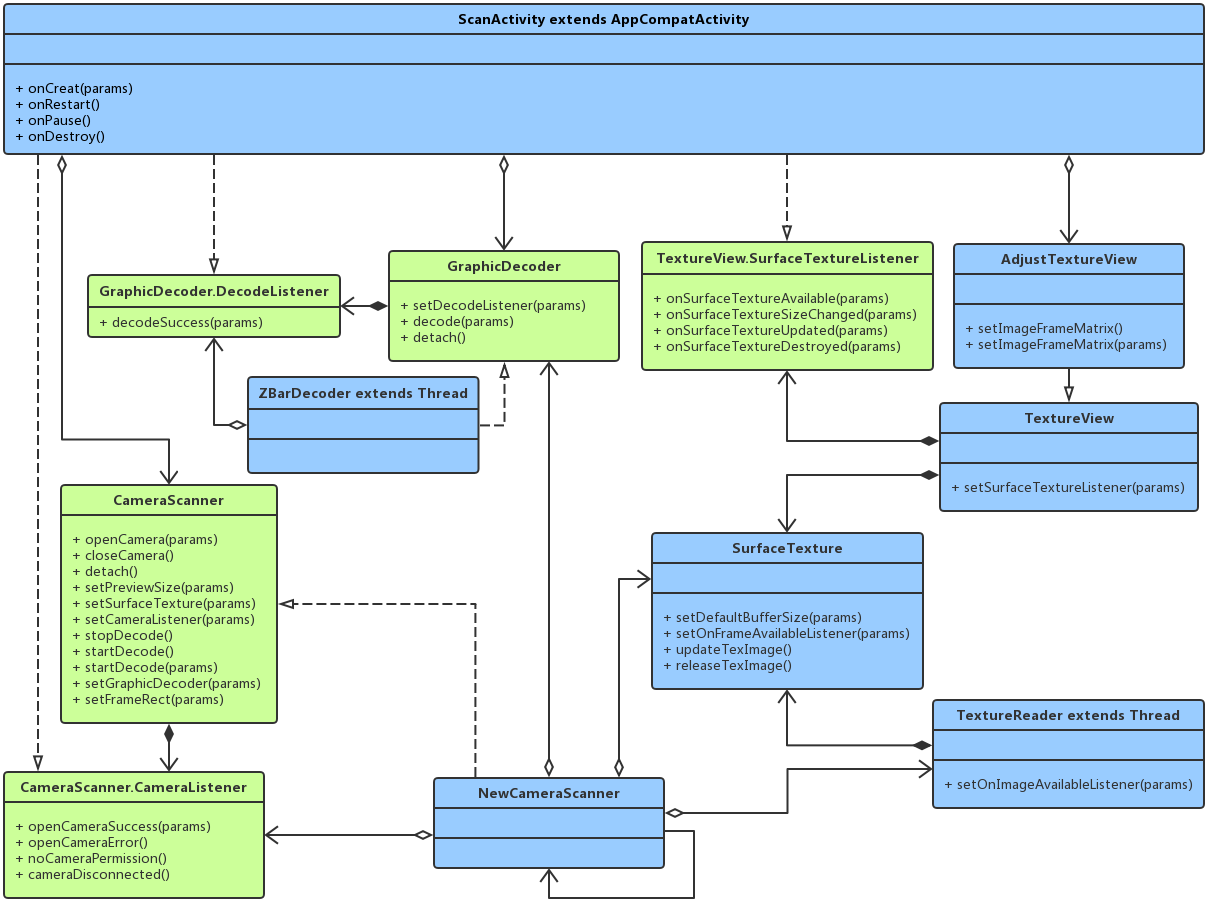 ScanActivity extends AppCompatActivity
+ onCreat(params)
+ onRestart()
+ onPause()
+ onDestroy()
GraphicDecoder.DecodeListener
+ decodeSuccess(params)
GraphicDecoder
+ setDecodeListener(params)
+ decode(params)
+ detach()
TextureView.SurfaceTextureListener
+ onSurfaceTextureAvailable(params)
+ onSurfaceTextureSizeChanged(params)
+ onSurfaceTextureUpdated(params)
+ onSurfaceTextureDestroyed(params)
AdjustTextureView
+ setImageFrameMatrix()
+ setImageFrameMatrix(params)
ZBarDecoder extends Thread
TextureView
+ setSurfaceTextureListener(params)
CameraScanner
+ openCamera(params)
+ closeCamera()
+ detach()
+ setPreviewSize(params)
+ setSurfaceTexture(params)
+ setCameraListener(params)
+ stopDecode()
+ startDecode()
+ startDecode(params)
+ setGraphicDecoder(params)
+ setFrameRect(params)
SurfaceTexture
+ setDefaultBufferSize(params)
+ setOnFrameAvailableListener(params)
+ updateTexImage()
+ releaseTexImage()
TextureReader extends Thread
+ setOnImageAvailableListener(params)
CameraScanner.CameraListener
+ openCameraSuccess(params)
+ openCameraError()
+ noCameraPermission()
+ cameraDisconnected()
NewCameraScanner